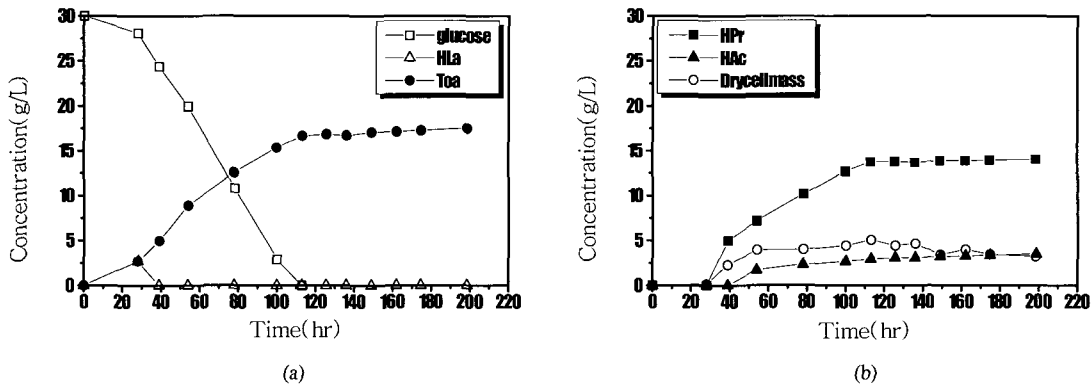 30
25
20
15
10
5
0
Concentration(g/L)
glucose
HLa
Toa
0 20 40 60 80 100 120 140 160 180 200 220
Time(hr)
(a)
30
25
20
15
10
5
0
Concentration(g/L)
HPr
HAc
Drycellmass
0 20 40 60 80 100 120 140 160 180 200 220
Time(hr)
(b)